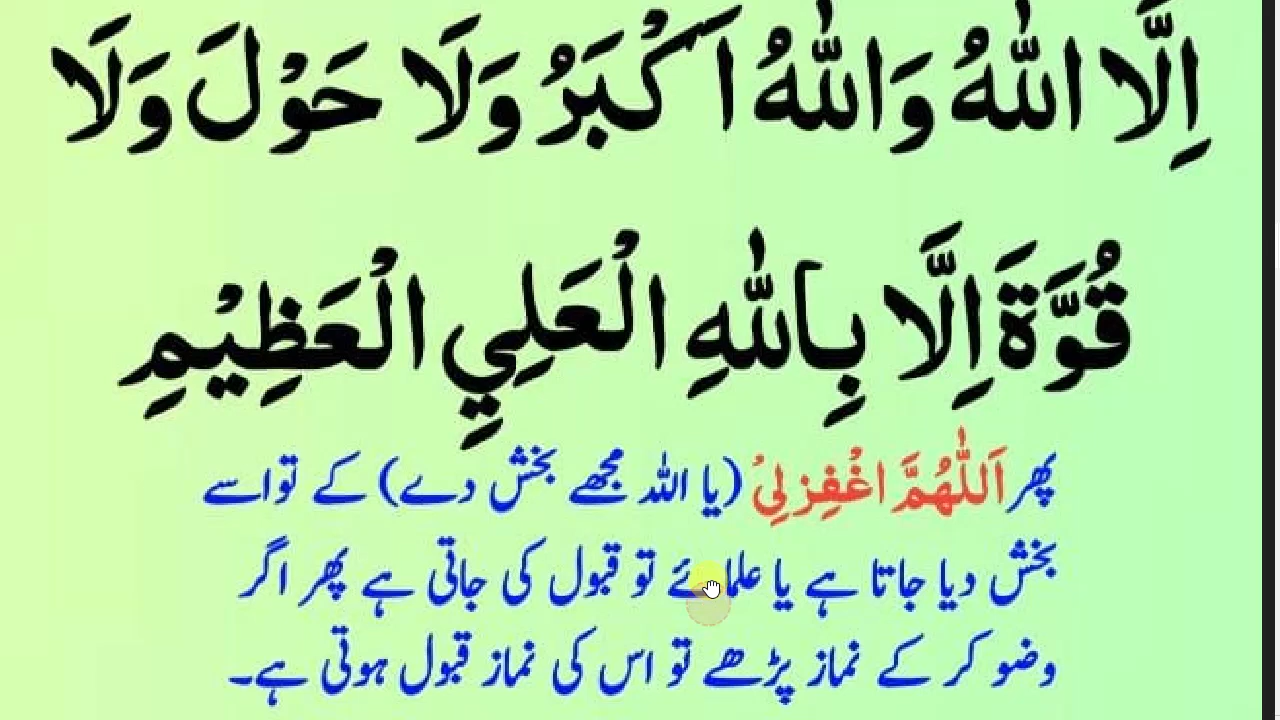 اِلَّا اللّٰهُ وَاللّٰهُ اَكْبَرُ وَلَا حَوْلَ وَلَا
قُوَّةَ اِلَّا بِاللّٰهِ الْعَلِيِ الْعَظِيْمِ
پھر اَللّٰهُمَّ اغْفِرْ لِیْ (یا اللہ مجھے بخش دے) کے تو اسے
بخش دیا جاتا ہے یا علمائے تو قبول کی جاتی ہے پھر اگر
وضو کر کے نماز پڑھے تو اس کی نماز قبول ہوتی ہے۔